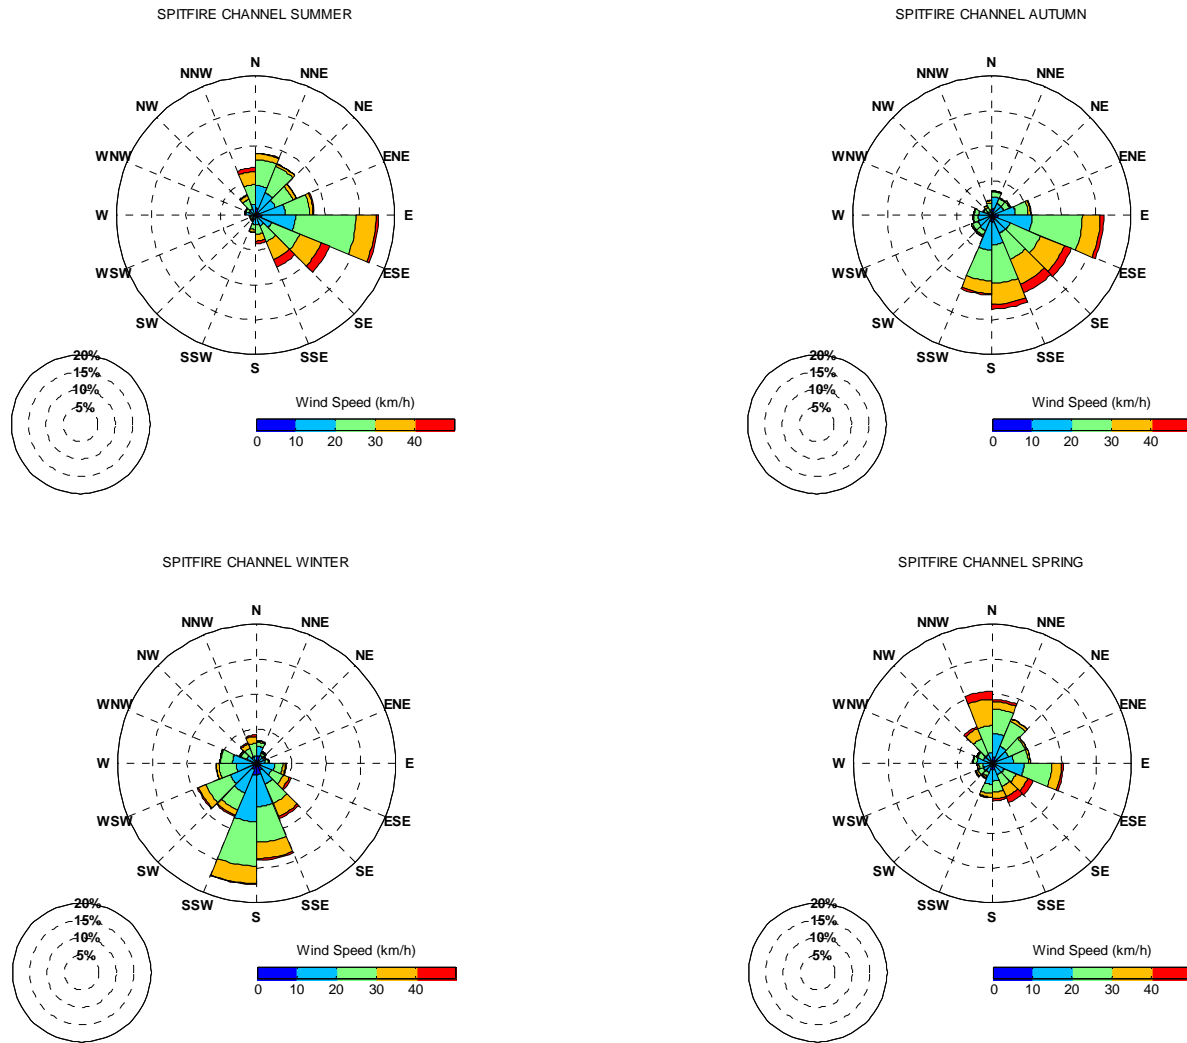 SPITFIRE CHANNEL SUMMER
N
NNW
NNE
NW
NE
WNW
ENE
W
E
WSW
ESE
SW
SE
SSW
SSE
S
20%
15%
10%
5%
Wind Speed (km/h)
0 10 20 30 40
SPITFIRE CHANNEL AUTUMN
N
NNW
NNE
NW
NE
WNW
ENE
W
E
WSW
ESE
SW
SE
SSW
SSE
S
20%
15%
10%
5%
Wind Speed (km/h)
0 10 20 30 40
SPITFIRE CHANNEL WINTER
N
NNW
NNE
NW
NE
WNW
ENE
W
E
WSW
ESE
SW
SE
SSW
SSE
S
20%
15%
10%
5%
Wind Speed (km/h)
0 10 20 30 40
SPITFIRE CHANNEL SPRING
N
NNW
NNE
NW
NE
WNW
ENE
W
E
WSW
ESE
SW
SE
SSW
SSE
S
20%
15%
10%
5%
Wind Speed (km/h)
0 10 20 30 40